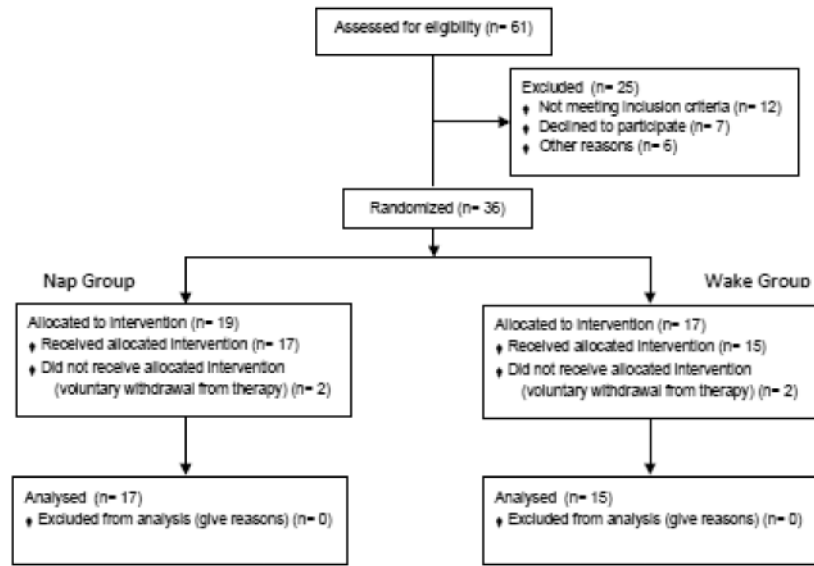 Assessed for eligibility (n= 61)
Excluded (n= 25)
Not meeting inclusion criteria (n= 12)
Declined to participate (n= 7)
Other reasons (n= 6)
Randomized (n= 36)
Nap Group
Wake Group
Allocated to intervention (n= 19)
Received allocated intervention (n= 17)
Did not receive allocated intervention
(voluntary withdrawal from therapy) (n= 2)
Allocated to intervention (n= 17)
Received allocated intervention (n= 15)
Did not receive allocated intervention
(voluntary withdrawal from therapy) (n= 2)
Analysed (n= 17)
Excluded from analysis (give reasons) (n= 0)
Analysed (n= 15)
Excluded from analysis (give reasons) (n= 0)